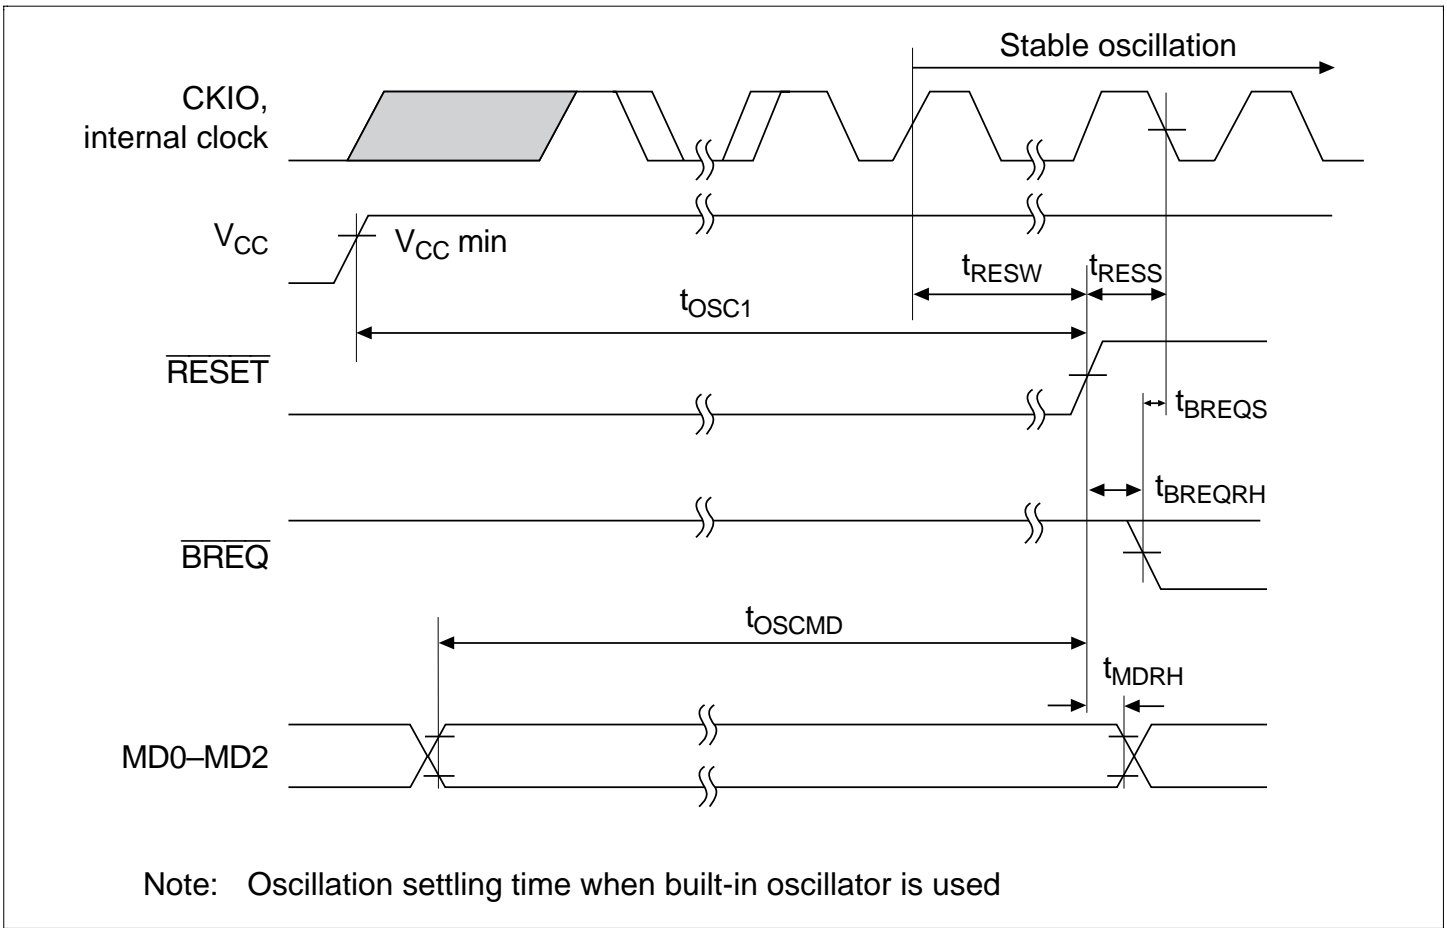 Stable oscillation
CKIO,
internal clock
VCC
VCC min
tRESW
tRESS
tOSC1
RESET
tBREQS
tBREQRH
BREQ
tOSCMD
tMDRH
MD0–MD2
Note: Oscillation settling time when built-in oscillator is used